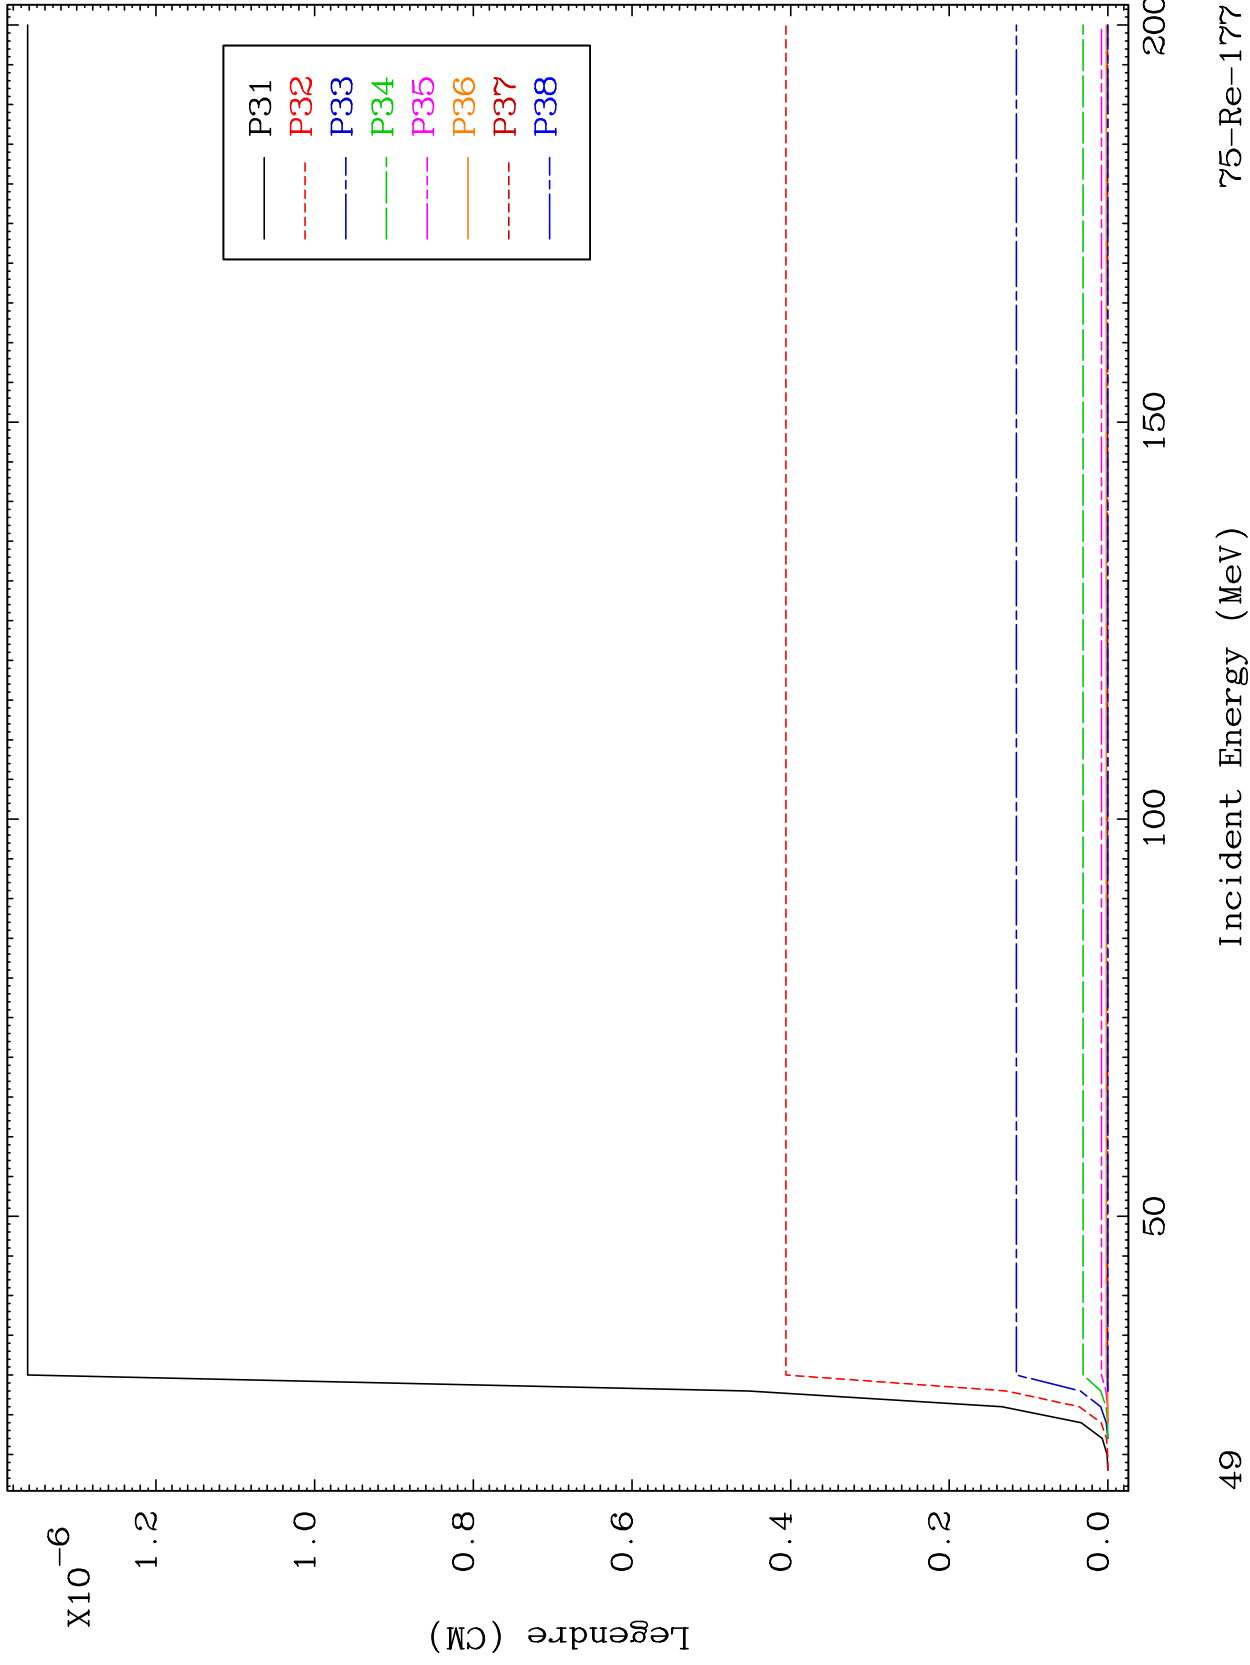 X10-6
1.2
1.0
0.8
0.6
0.4
0.2
0.0
Legendre (CM)
P31
P32
P33
P34
P35
P36
P37
P38
50
100
150
200
49
Incident Energy (MeV)
75-Re-177